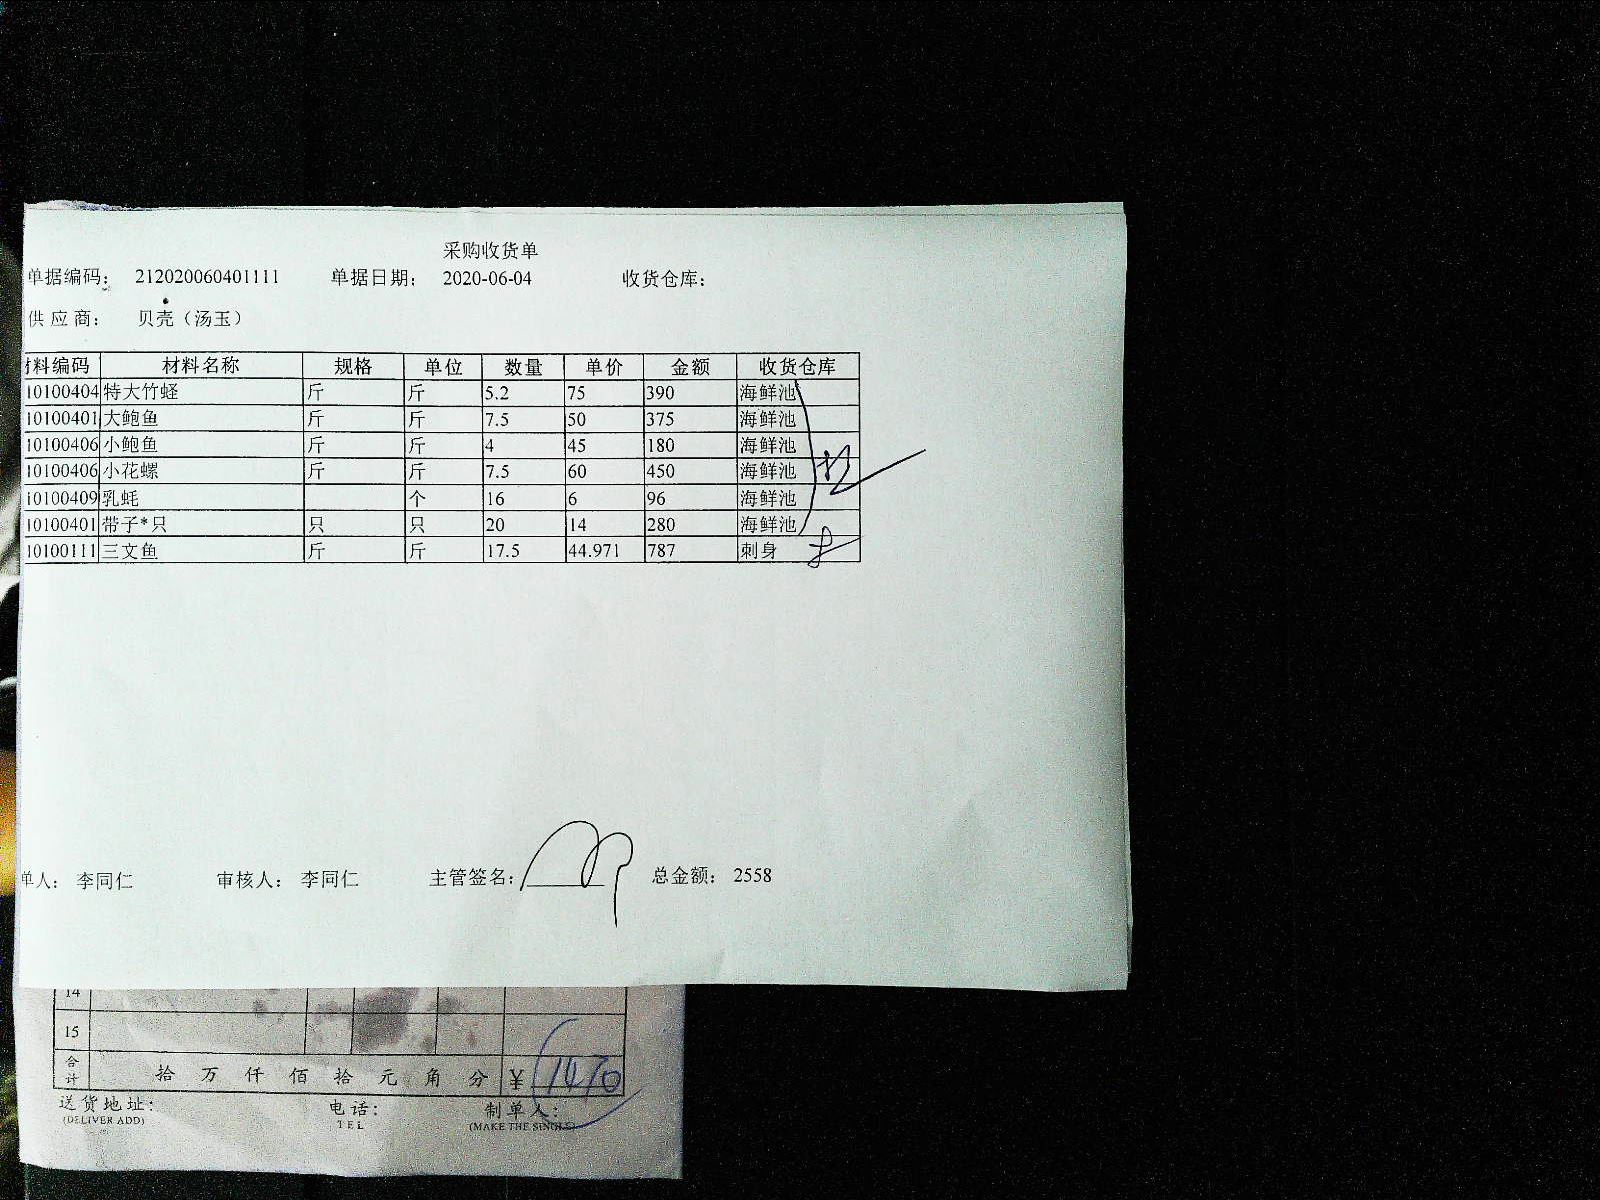 采购收货单
单据编码： 212020060401111 单据日期： 2020-06-04 收货仓库：
供应商： 贝壳（汤玉）
材料编码 材料名称 规格 单位 数量 单价 金额 收货仓库
10100404 特大竹蛏 斤 斤 5.2 75 390 海鲜池
10100401 大鲍鱼 斤 斤 7.5 50 375 海鲜池
10100406 小鲍鱼 斤 斤 4 45 180 海鲜池
10100406 小花螺 斤 斤 7.5 60 450 海鲜池
10100409 乳蚝 个 16 6 96 海鲜池
10100401 带子*只 只 只 20 14 280 海鲜池
10100111 三文鱼 斤 斤 17.5 44.971 787 刺身
单人： 李同仁 审核人： 李同仁 主管签名： 总金额： 2558
14
15
合计 拾 万 仟 佰 拾 元 角 分 ¥ 1470
送货地址： 电话： 制单人：
(DELIVER ADD) TEL (MAKE THE SINGLE)